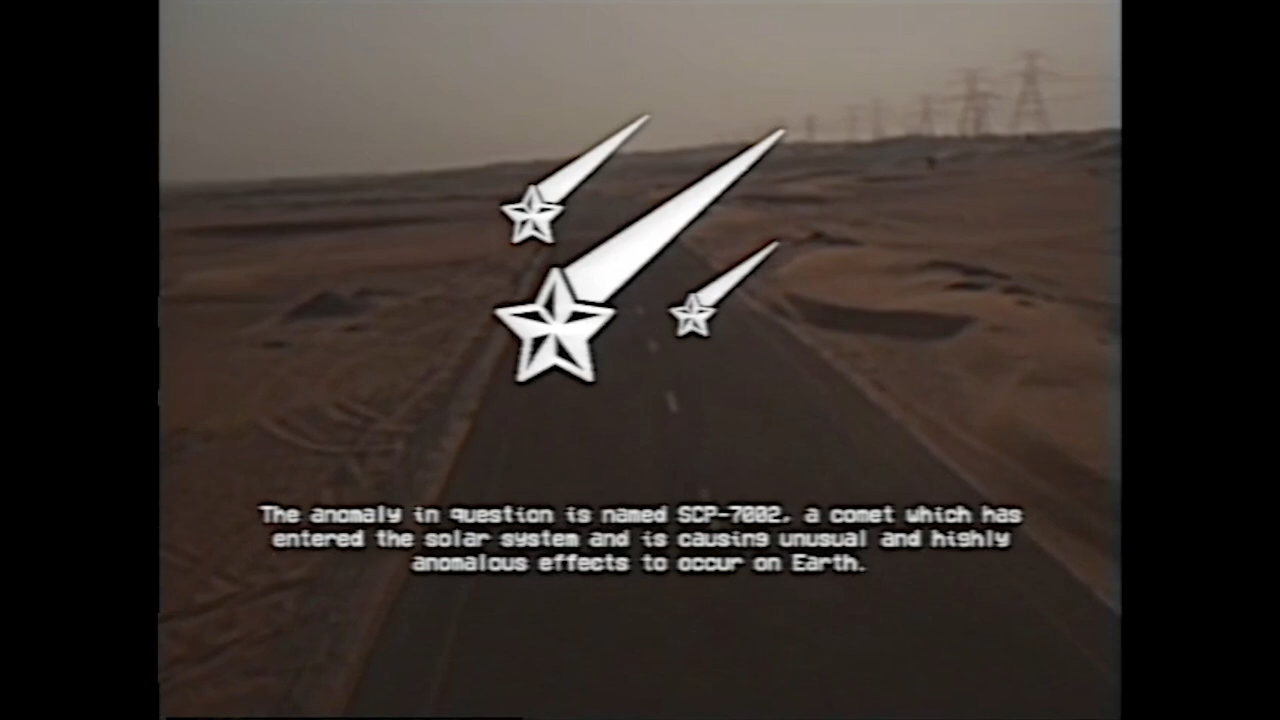 The anomaly in question is named SCP-7002, a comet which has
entered the solar system and is causing unusual and highly
anomalous effects to occur on Earth.